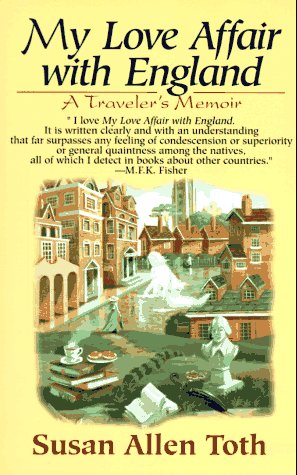 My Love Affair
with England
A Traveler's Memoir
" I love My Love Affair with England.
It is written clearly and with an understanding
that far surpasses any feeling of condescension or superiority
or general quaintness among the natives,
all of which I detect in books about other countries."
—M.F.K. Fisher
Susan Allen Toth